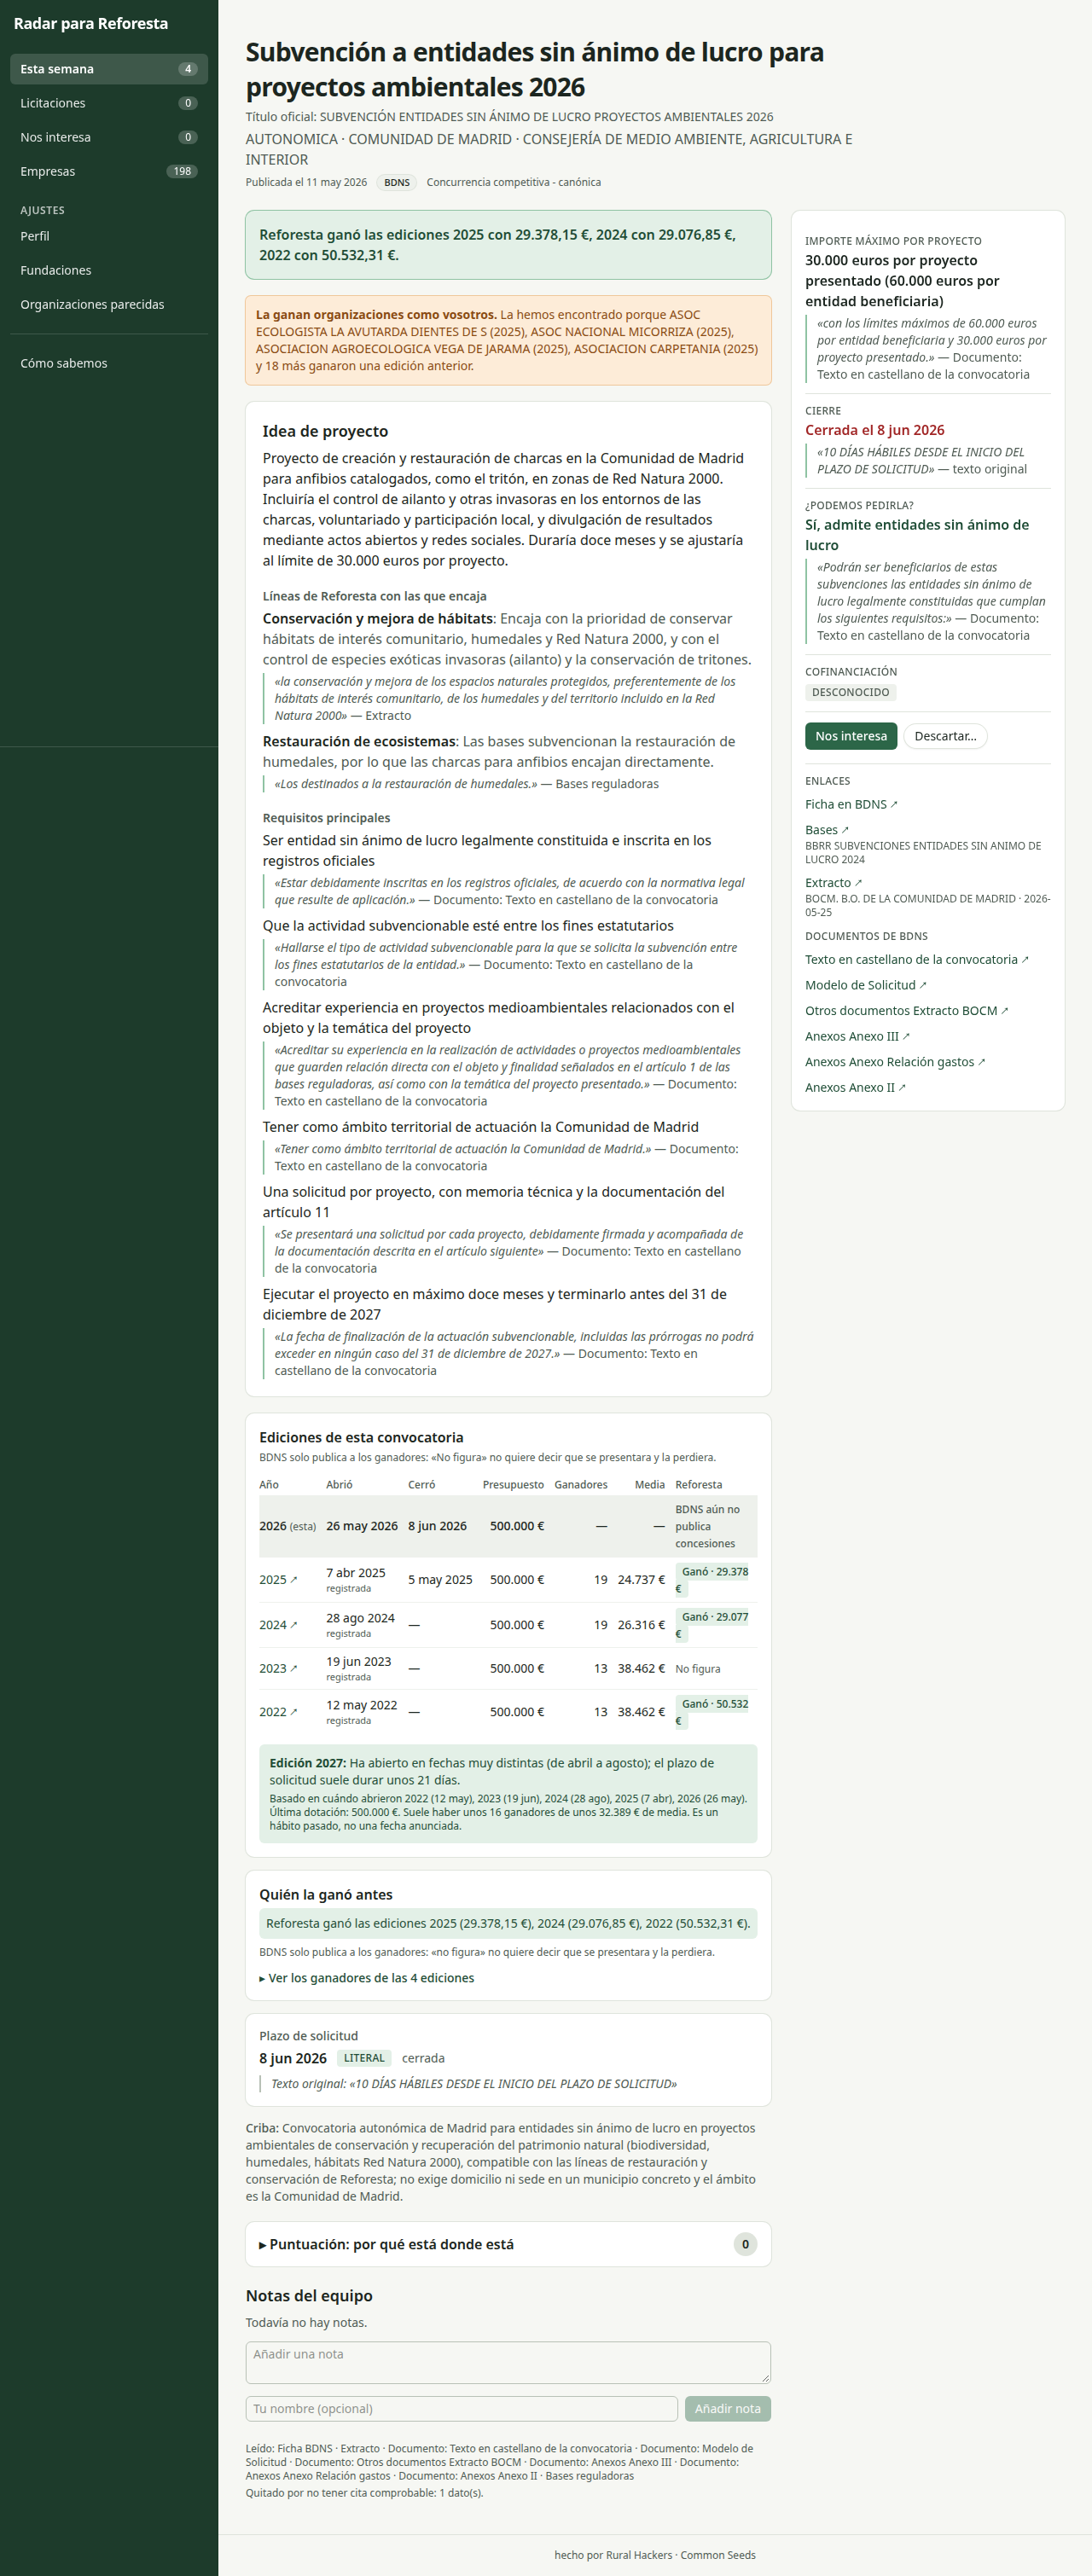 Radar para Reforesta
Esta semana 4
Licitaciones 0
Nos interesa 0
Empresas 198
AJUSTES
Perfil
Fundaciones
Organizaciones parecidas
Cómo sabemos
Subvención a entidades sin ánimo de lucro para
proyectos ambientales 2026
Título oficial: SUBVENCIÓN ENTIDADES SIN ÁNIMO DE LUCRO PROYECTOS AMBIENTALES 2026
AUTONOMICA · COMUNIDAD DE MADRID · CONSEJERÍA DE MEDIO AMBIENTE, AGRICULTURA E
INTERIOR
Publicada el 11 may 2026 BDNS Concurrencia competitiva - canónica
Reforesta ganó las ediciones 2025 con 29.378,15 €, 2024 con 29.076,85 €,
2022 con 50.532,31 €.
La ganan organizaciones como vosotros. La hemos encontrado porque ASOC
ECOLOGISTA LA AVUTARDA DIENTES DE S (2025), ASOC NACIONAL MICORRIZA (2025),
ASOCIACION AGROECOLOGICA VEGA DE JARAMA (2025), ASOCIACION CARPETANIA (2025)
y 18 más ganaron una edición anterior.
Idea de proyecto
Proyecto de creación y restauración de charcas en la Comunidad de Madrid
para anfibios catalogados, como el tritón, en zonas de Red Natura 2000.
Incluiría el control de ailanto y otras invasoras en los entornos de las
charcas, voluntariado y participación local, y divulgación de resultados
mediante actos abiertos y redes sociales. Duraría doce meses y se ajustaría
al límite de 30.000 euros por proyecto.
Líneas de Reforesta con las que encaja
Conservación y mejora de hábitats: Encaja con la prioridad de conservar
hábitats de interés comunitario, humedales y Red Natura 2000, y con el
control de especies exóticas invasoras (ailanto) y la conservación de tritones.
«la conservación y mejora de los espacios naturales protegidos, preferentemente de los
hábitats de interés comunitario, de los humedales y del territorio incluido en la Red
Natura 2000» — Extracto
Restauración de ecosistemas: Las bases subvencionan la restauración de
humedales, por lo que las charcas para anfibios encajan directamente.
«Los destinados a la restauración de humedales.» — Bases reguladoras
Requisitos principales
Ser entidad sin ánimo de lucro legalmente constituida e inscrita en los
registros oficiales
«Estar debidamente inscritas en los registros oficiales, de acuerdo con la normativa legal
que resulte de aplicación.» — Documento: Texto en castellano de la convocatoria
Que la actividad subvencionable esté entre los fines estatutarios
«Hallarse el tipo de actividad subvencionable para la que se solicita la subvención entre
los fines estatutarios de la entidad.» — Documento: Texto en castellano de la
convocatoria
Acreditar experiencia en proyectos medioambientales relacionados con el
objeto y la temática del proyecto
«Acreditar su experiencia en la realización de actividades o proyectos medioambientales
que guarden relación directa con el objeto y finalidad señalados en el artículo 1 de las
bases reguladoras, así como con la temática del proyecto presentado.» — Documento:
Texto en castellano de la convocatoria
Tener como ámbito territorial de actuación la Comunidad de Madrid
«Tener como ámbito territorial de actuación la Comunidad de Madrid.» — Documento:
Texto en castellano de la convocatoria
Una solicitud por proyecto, con memoria técnica y la documentación del
artículo 11
«Se presentará una solicitud por cada proyecto, debidamente firmada y acompañada de
la documentación descrita en el artículo siguiente» — Documento: Texto en castellano
de la convocatoria
Ejecutar el proyecto en máximo doce meses y terminarlo antes del 31 de
diciembre de 2027
«La fecha de finalización de la actuación subvencionable, incluidas las prórrogas no podrá
exceder en ningún caso del 31 de diciembre de 2027.» — Documento: Texto en
castellano de la convocatoria
Ediciones de esta convocatoria
BDNS solo publica a los ganadores: «No figura» no quiere decir que se presentara y la perdiera.
Año Abrió Cerró Presupuesto Ganadores Media Reforesta
2026 (esta) 26 may 2026 8 jun 2026 500.000 € — — BDNS aún no
publica
concesiones
2025 ↗ 7 abr 2025 5 may 2025 500.000 € 19 24.737 € Ganó · 29.378
registrada €
2024 ↗ 28 ago 2024 — 500.000 € 19 26.316 € Ganó · 29.077
registrada €
2023 ↗ 19 jun 2023 — 500.000 € 13 38.462 € No figura
registrada
2022 ↗ 12 may 2022 — 500.000 € 13 38.462 € Ganó · 50.532
registrada €
Edición 2027: Ha abierto en fechas muy distintas (de abril a agosto); el plazo de
solicitud suele durar unos 21 días.
Basado en cuándo abrieron 2022 (12 may), 2023 (19 jun), 2024 (28 ago), 2025 (7 abr), 2026 (26 may).
Última dotación: 500.000 €. Suele haber unos 16 ganadores de unos 32.389 € de media. Es un
hábito pasado, no una fecha anunciada.
Quién la ganó antes
Reforesta ganó las ediciones 2025 (29.378,15 €), 2024 (29.076,85 €), 2022 (50.532,31 €).
BDNS solo publica a los ganadores: «no figura» no quiere decir que se presentara y la perdiera.
▸ Ver los ganadores de las 4 ediciones
Plazo de solicitud
8 jun 2026 LITERAL cerrada
Texto original: «10 DÍAS HÁBILES DESDE EL INICIO DEL PLAZO DE SOLICITUD»
Criba: Convocatoria autonómica de Madrid para entidades sin ánimo de lucro en proyectos
ambientales de conservación y recuperación del patrimonio natural (biodiversidad,
humedales, hábitats Red Natura 2000), compatible con las líneas de restauración y
conservación de Reforesta; no exige domicilio ni sede en un municipio concreto y el ámbito
es la Comunidad de Madrid.
▸ Puntuación: por qué está donde está 0
Notas del equipo
Todavía no hay notas.
Añadir una nota
Tu nombre (opcional) Añadir nota
Leído: Ficha BDNS · Extracto · Documento: Texto en castellano de la convocatoria · Documento: Modelo de
Solicitud · Documento: Otros documentos Extracto BOCM · Documento: Anexos Anexo III · Documento:
Anexos Anexo Relación gastos · Documento: Anexos Anexo II · Bases reguladoras
Quitado por no tener cita comprobable: 1 dato(s).
IMPORTE MÁXIMO POR PROYECTO
30.000 euros por proyecto
presentado (60.000 euros por
entidad beneficiaria)
«con los límites máximos de 60.000 euros
por entidad beneficiaria y 30.000 euros por
proyecto presentado.» — Documento:
Texto en castellano de la convocatoria
CIERRE
Cerrada el 8 jun 2026
«10 DÍAS HÁBILES DESDE EL INICIO DEL
PLAZO DE SOLICITUD» — texto original
¿PODEMOS PEDIRLA?
Sí, admite entidades sin ánimo de
lucro
«Podrán ser beneficiarios de estas
subvenciones las entidades sin ánimo de
lucro legalmente constituidas que cumplan
los siguientes requisitos:» — Documento:
Texto en castellano de la convocatoria
COFINANCIACIÓN
DESCONOCIDO
Nos interesa Descartar...
ENLACES
Ficha en BDNS ↗
Bases ↗
BBRR SUBVENCIONES ENTIDADES SIN ANIMO DE
LUCRO 2024
Extracto ↗
BOCM. B.O. DE LA COMUNIDAD DE MADRID · 2026-
05-25
DOCUMENTOS DE BDNS
Texto en castellano de la convocatoria ↗
Modelo de Solicitud ↗
Otros documentos Extracto BOCM ↗
Anexos Anexo III ↗
Anexos Anexo Relación gastos ↗
Anexos Anexo II ↗
hecho por Rural Hackers · Common Seeds